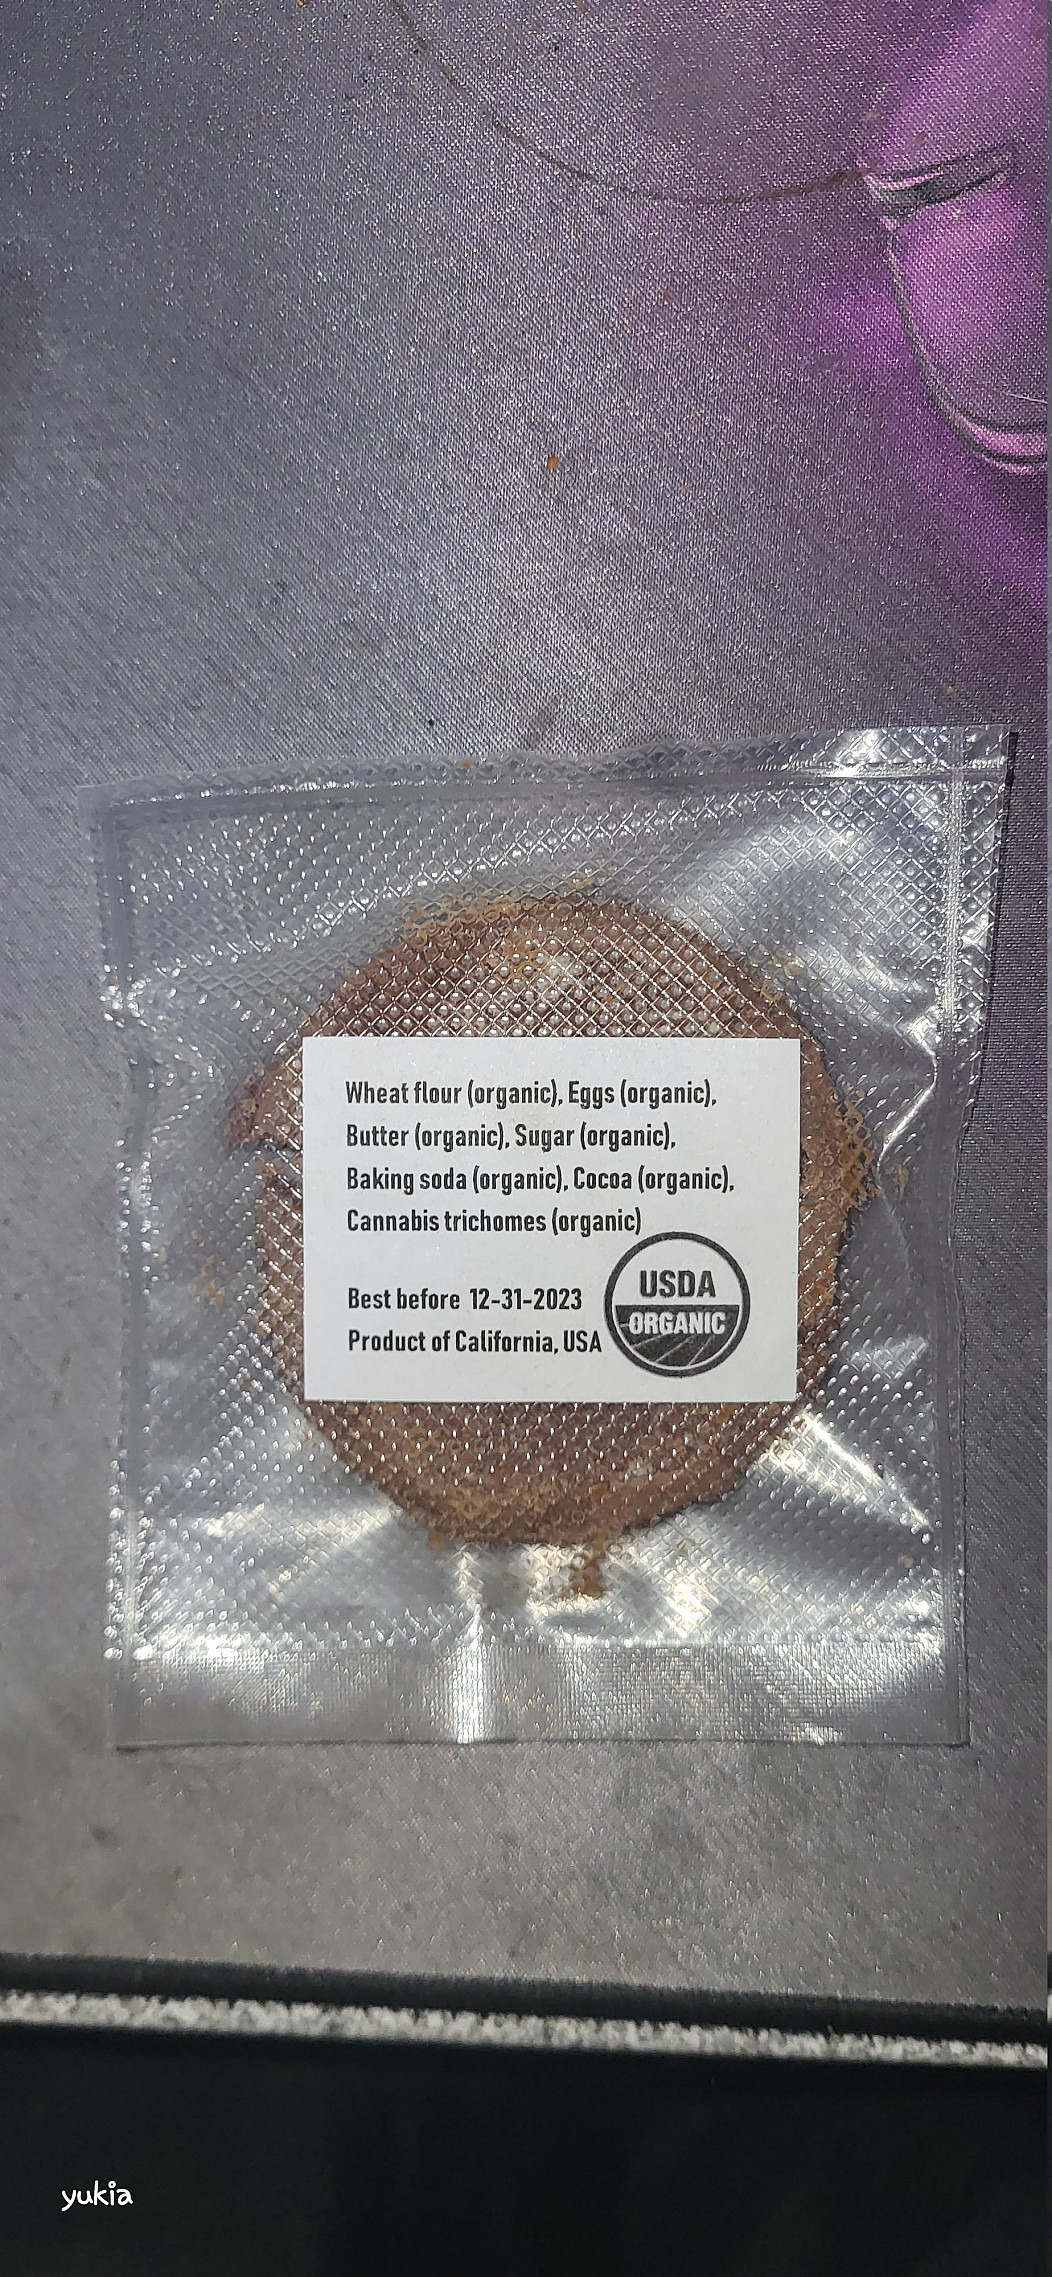 Wheat flour (organic), Eggs (organic),
Butter (organic), Sugar (organic),
Baking soda (organic), Cocoa (organic),
Cannabis trichomes (organic)
Best before 12-31-2023
Product of California, USA
USDA
ORGANIC
yukia